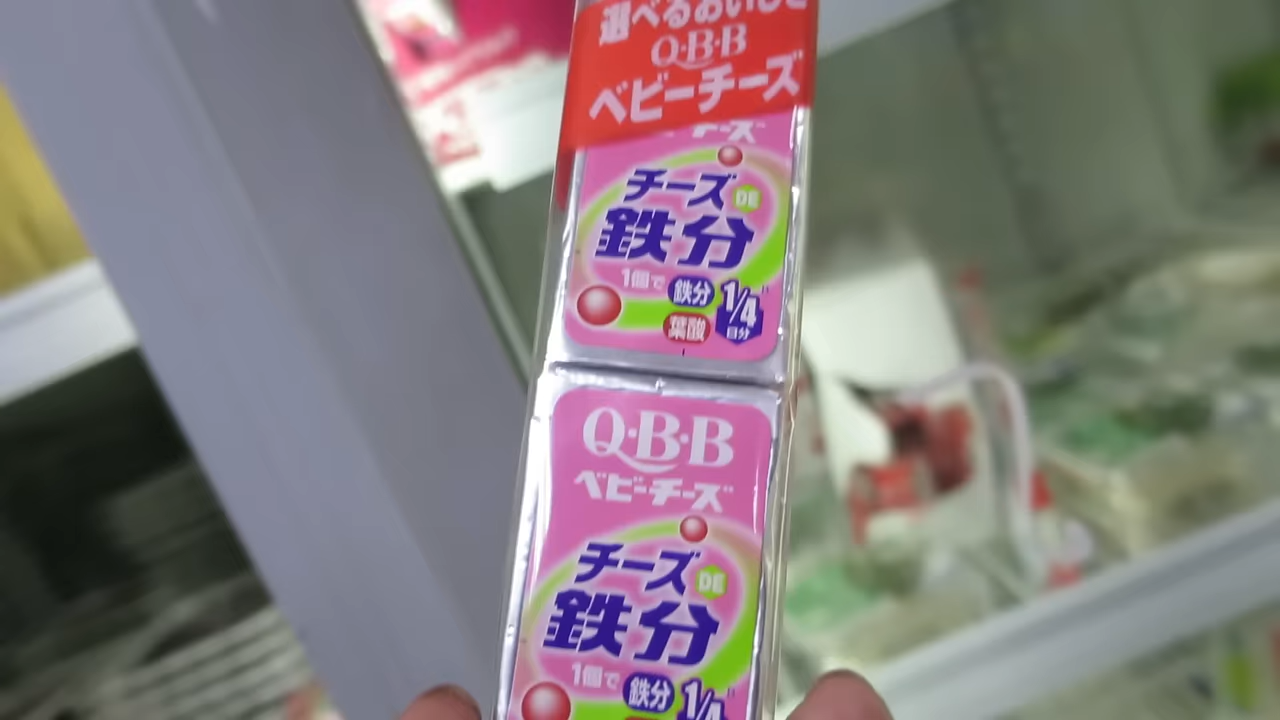 選べるおいしさ
Q・B・B
ベビーチーズ
チーズ DE
鉄分
1個で 鉄分 1/4
葉酸 日分
Q・B・B
ベビーチーズ
チーズ DE
鉄分
1個で 鉄分 1/4